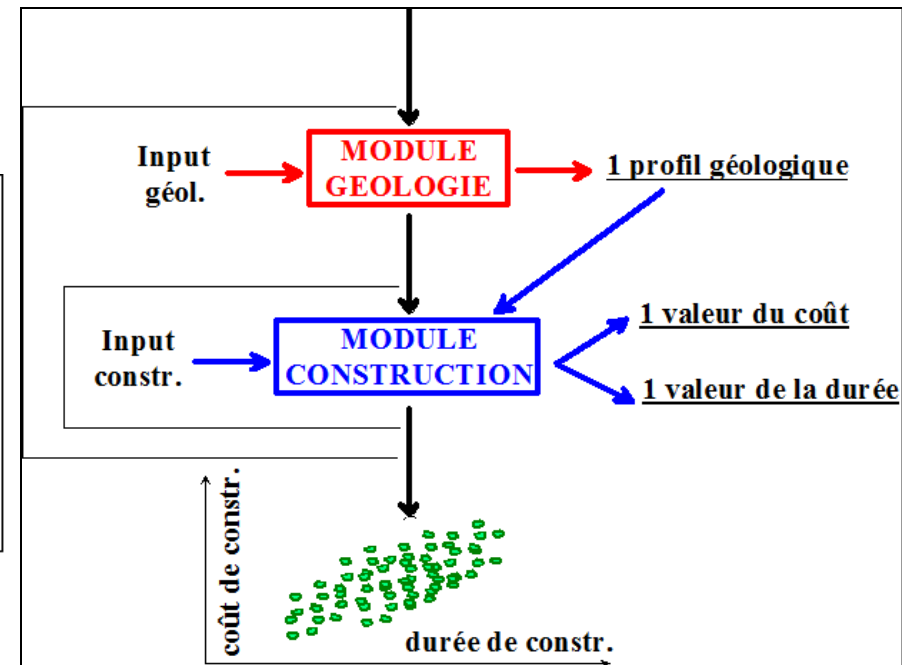 Input
géol.
MODULE
GEOLOGIE
1 profil géologique
Input
constr.
MODULE
CONSTRUCTION
1 valeur du coût
1 valeur de la durée
coût de constr.
durée de constr.